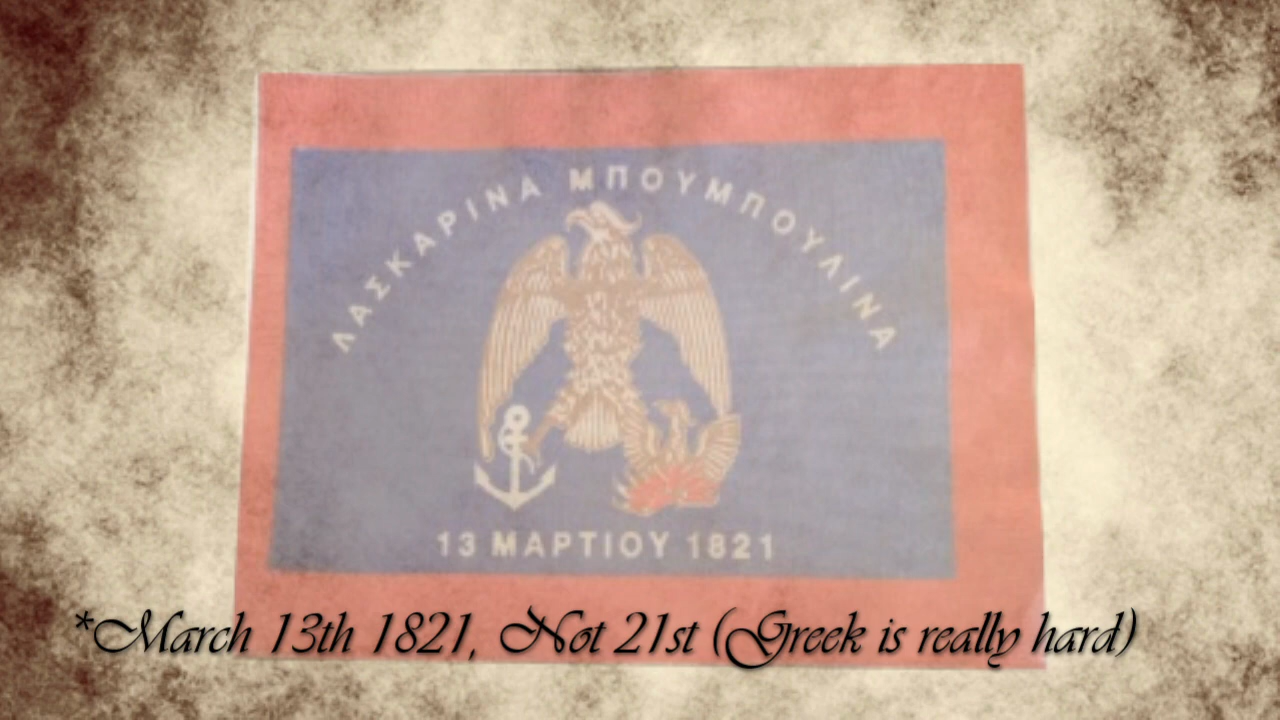 ΛΑΣΚΑΡΙΝΑ ΜΠΟΥΜΠΟΥΛΙΝΑ
13 ΜΑΡΤΙΟΥ 1821
*March 13th 1821, Not 21st (Greek is really hard)